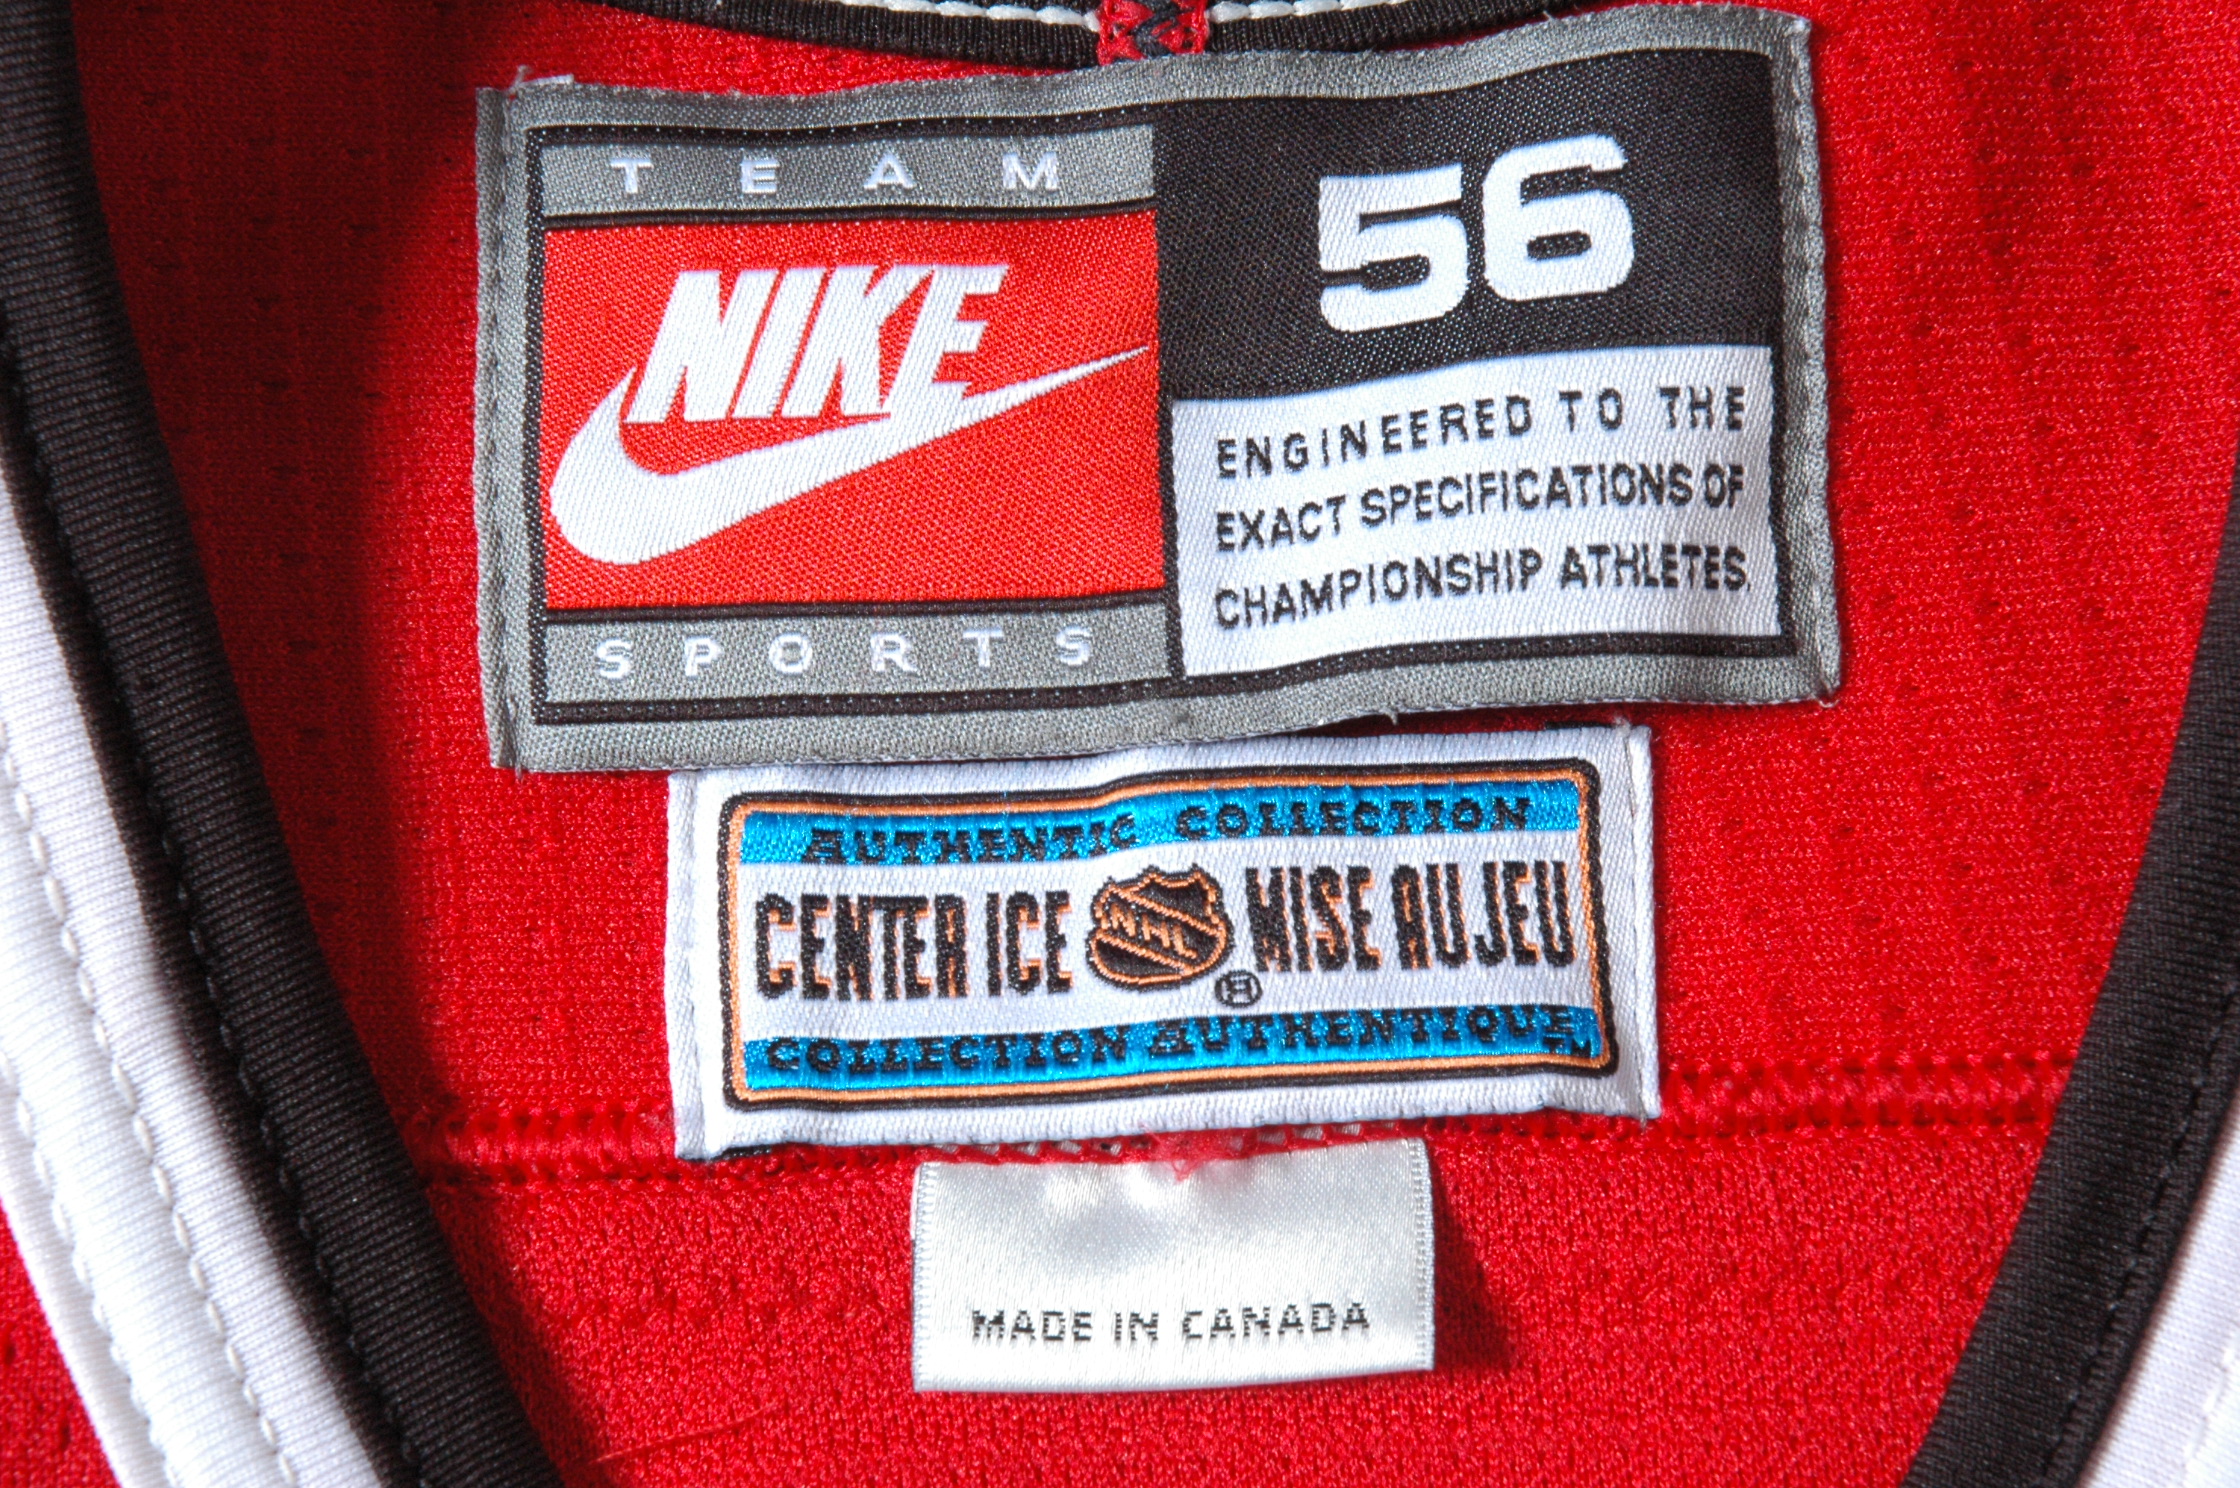 TEAM
NIKE
SPORTS
56
ENGINEERED TO THE
EXACT SPECIFICATIONS OF
CHAMPIONSHIP ATHLETES.
AUTHENTIC COLLECTION
CENTER ICE NHL ® MISE AU JEU
COLLECTION AUTHENTIQUE
MADE IN CANADA